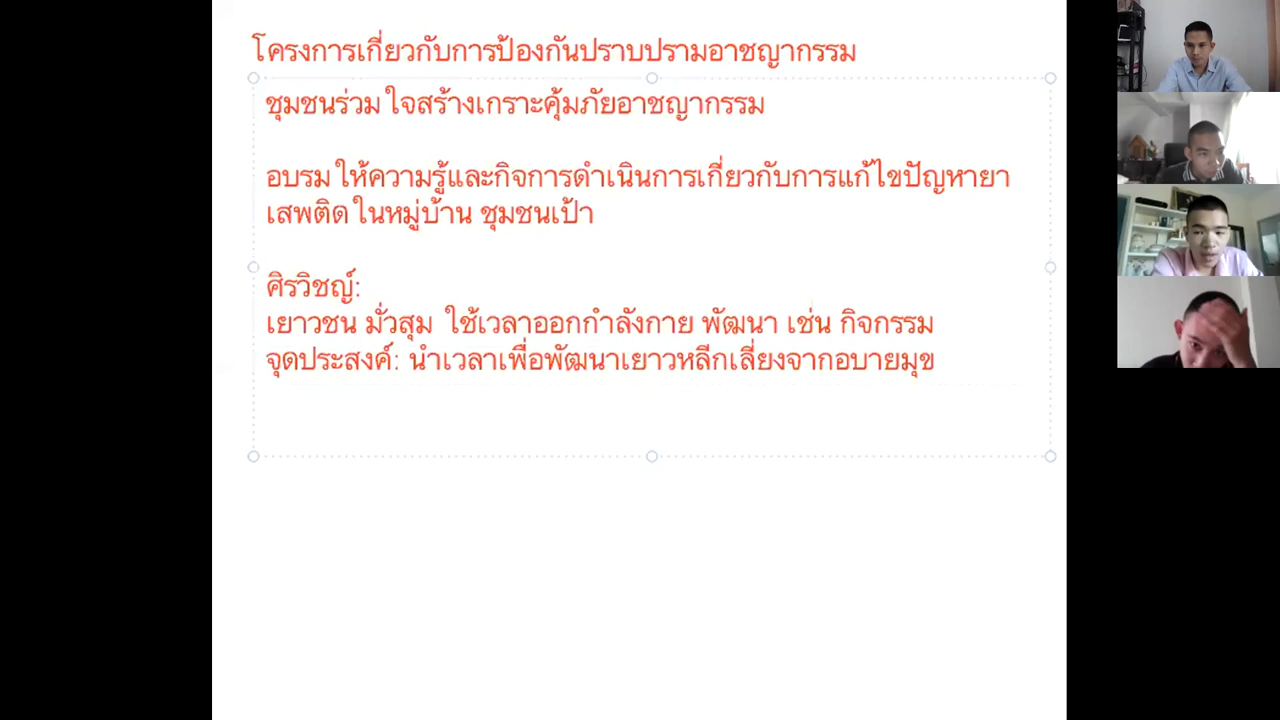 โครงการเกี่ยวกับการป้องกันปราบปรามอาชญากรรม
ชุมชนร่วมใจสร้างเกราะคุ้มภัยอาชญากรรม
อบรมให้ความรู้และกิจการดำเนินการเกี่ยวกับการแก้ไขปัญหายา
เสพติดในหมู่บ้าน ชุมชนเป้า
ศิรวิชญ์:
เยาวชน มั่วสุม ใช้เวลาออกกำลังกาย พัฒนา เช่น กิจกรรม
จุดประสงค์: นำเวลาเพื่อพัฒนาเยาวหลีกเลี่ยงจากอบายมุข